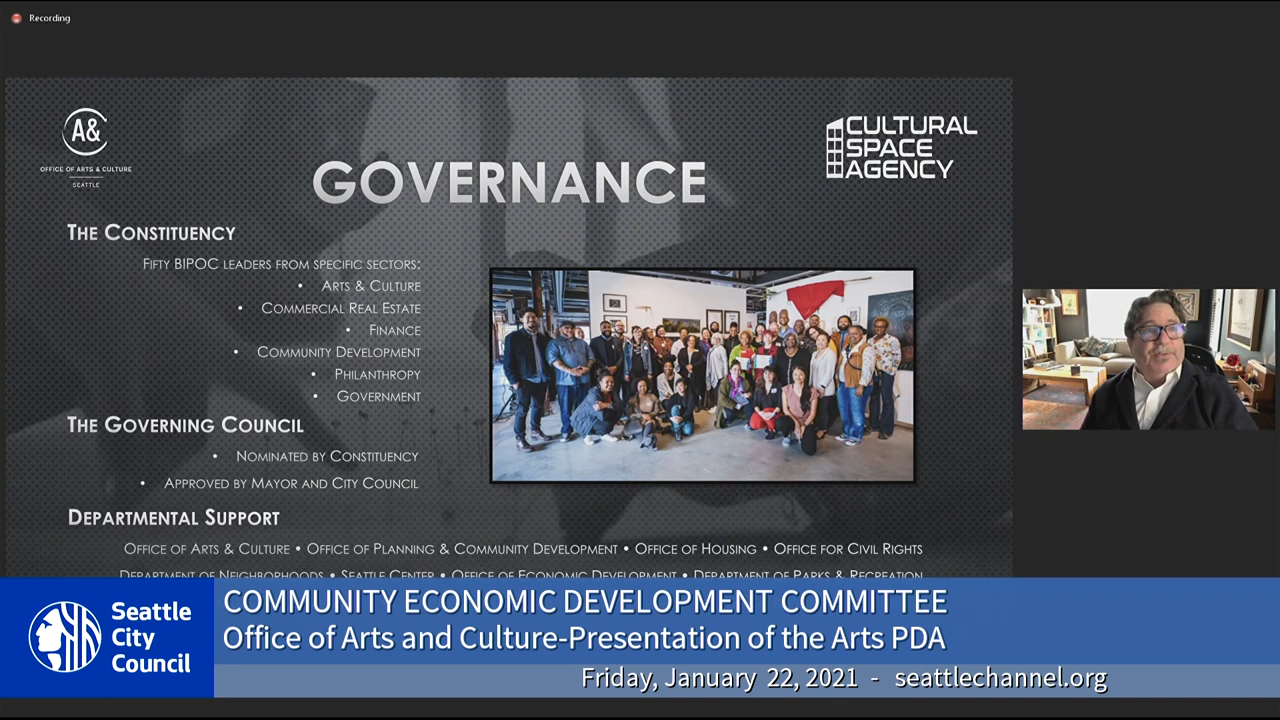 Recording
A&
OFFICE OF ARTS & CULTURE
SEATTLE
CULTURAL
SPACE
AGENCY
GOVERNANCE
THE CONSTITUENCY
FIFTY BIPOC LEADERS FROM SPECIFIC SECTORS:
• ARTS & CULTURE
• COMMERCIAL REAL ESTATE
• FINANCE
• COMMUNITY DEVELOPMENT
• PHILANTHROPY
• GOVERNMENT
THE GOVERNING COUNCIL
• NOMINATED BY CONSTITUENCY
• APPROVED BY MAYOR AND CITY COUNCIL
DEPARTMENTAL SUPPORT
OFFICE OF ARTS & CULTURE • OFFICE OF PLANNING & COMMUNITY DEVELOPMENT • OFFICE OF HOUSING • OFFICE FOR CIVIL RIGHTS
DEPARTMENT OF NEIGHBORHOODS • SEATTLE CENTER • OFFICE OF ECONOMIC DEVELOPMENT • DEPARTMENT OF PARKS & RECREATION
Seattle
City
Council
COMMUNITY ECONOMIC DEVELOPMENT COMMITTEE
Office of Arts and Culture-Presentation of the Arts PDA
Friday, January 22, 2021 - seattlechannel.org